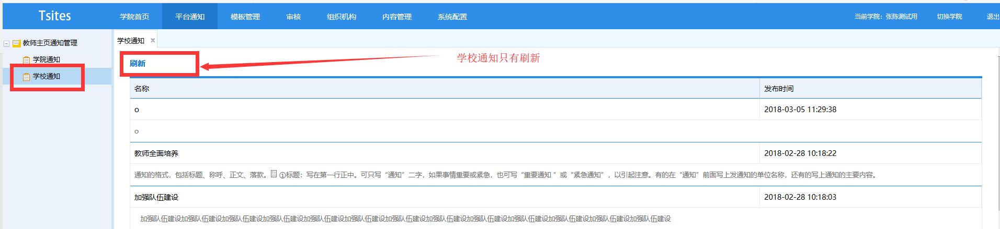 Tsites 学院首页 平台通知 模板管理 审核 组织机构 内容管理 系统配置 当前学院：张陈测试用 切换学院 退出
教师主页通知管理
学院通知
学校通知
学校通知 x
刷新
学校通知只有刷新
名称 发布时间
o 2018-03-05 11:29:38
o
教师全面培养 2018-02-28 10:18:22
通知的格式，包括标题、称呼、正文、落款。 ①标题：写在第一行正中。可只写“通知”二字，如果事情重要或紧急，也可写“重要通知 ”或“紧急通知”，以引起注意。有的在“通知”前面写上发通知的单位名称，还有的写上通知的主要内容。
加强队伍建设 2018-02-28 10:18:03
加强队伍建设加强队伍建设加强队伍建设加强队伍建设加强队伍建设加强队伍建设加强队伍建设加强队伍建设加强队伍建设加强队伍建设加强队伍建设加强队伍建设加强队伍建设